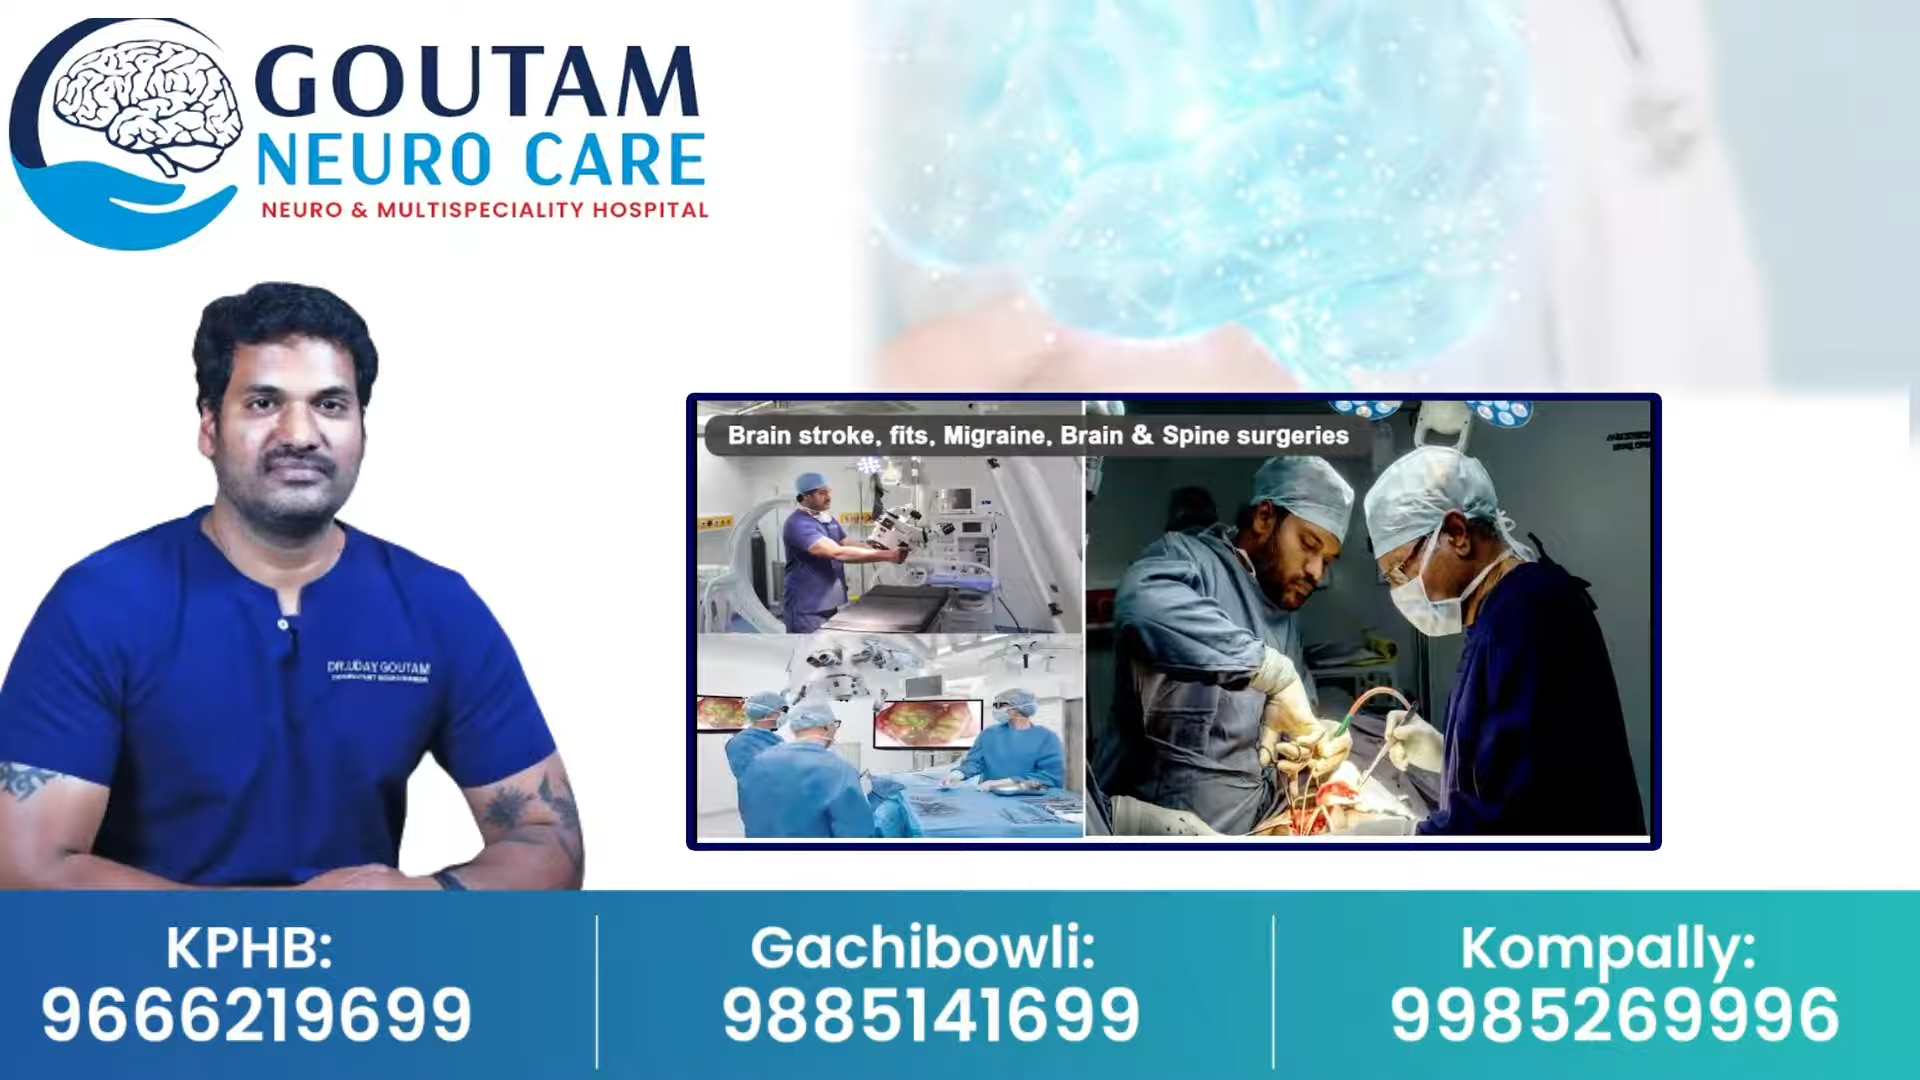 GOUTAM
NEURO CARE
NEURO & MULTISPECIALITY HOSPITAL
Brain stroke, fits, Migraine, Brain & Spine surgeries
DR.UDAY GOUTAM
KPHB:
9666219699
Gachibowli:
9885141699
Kompally:
9985269996